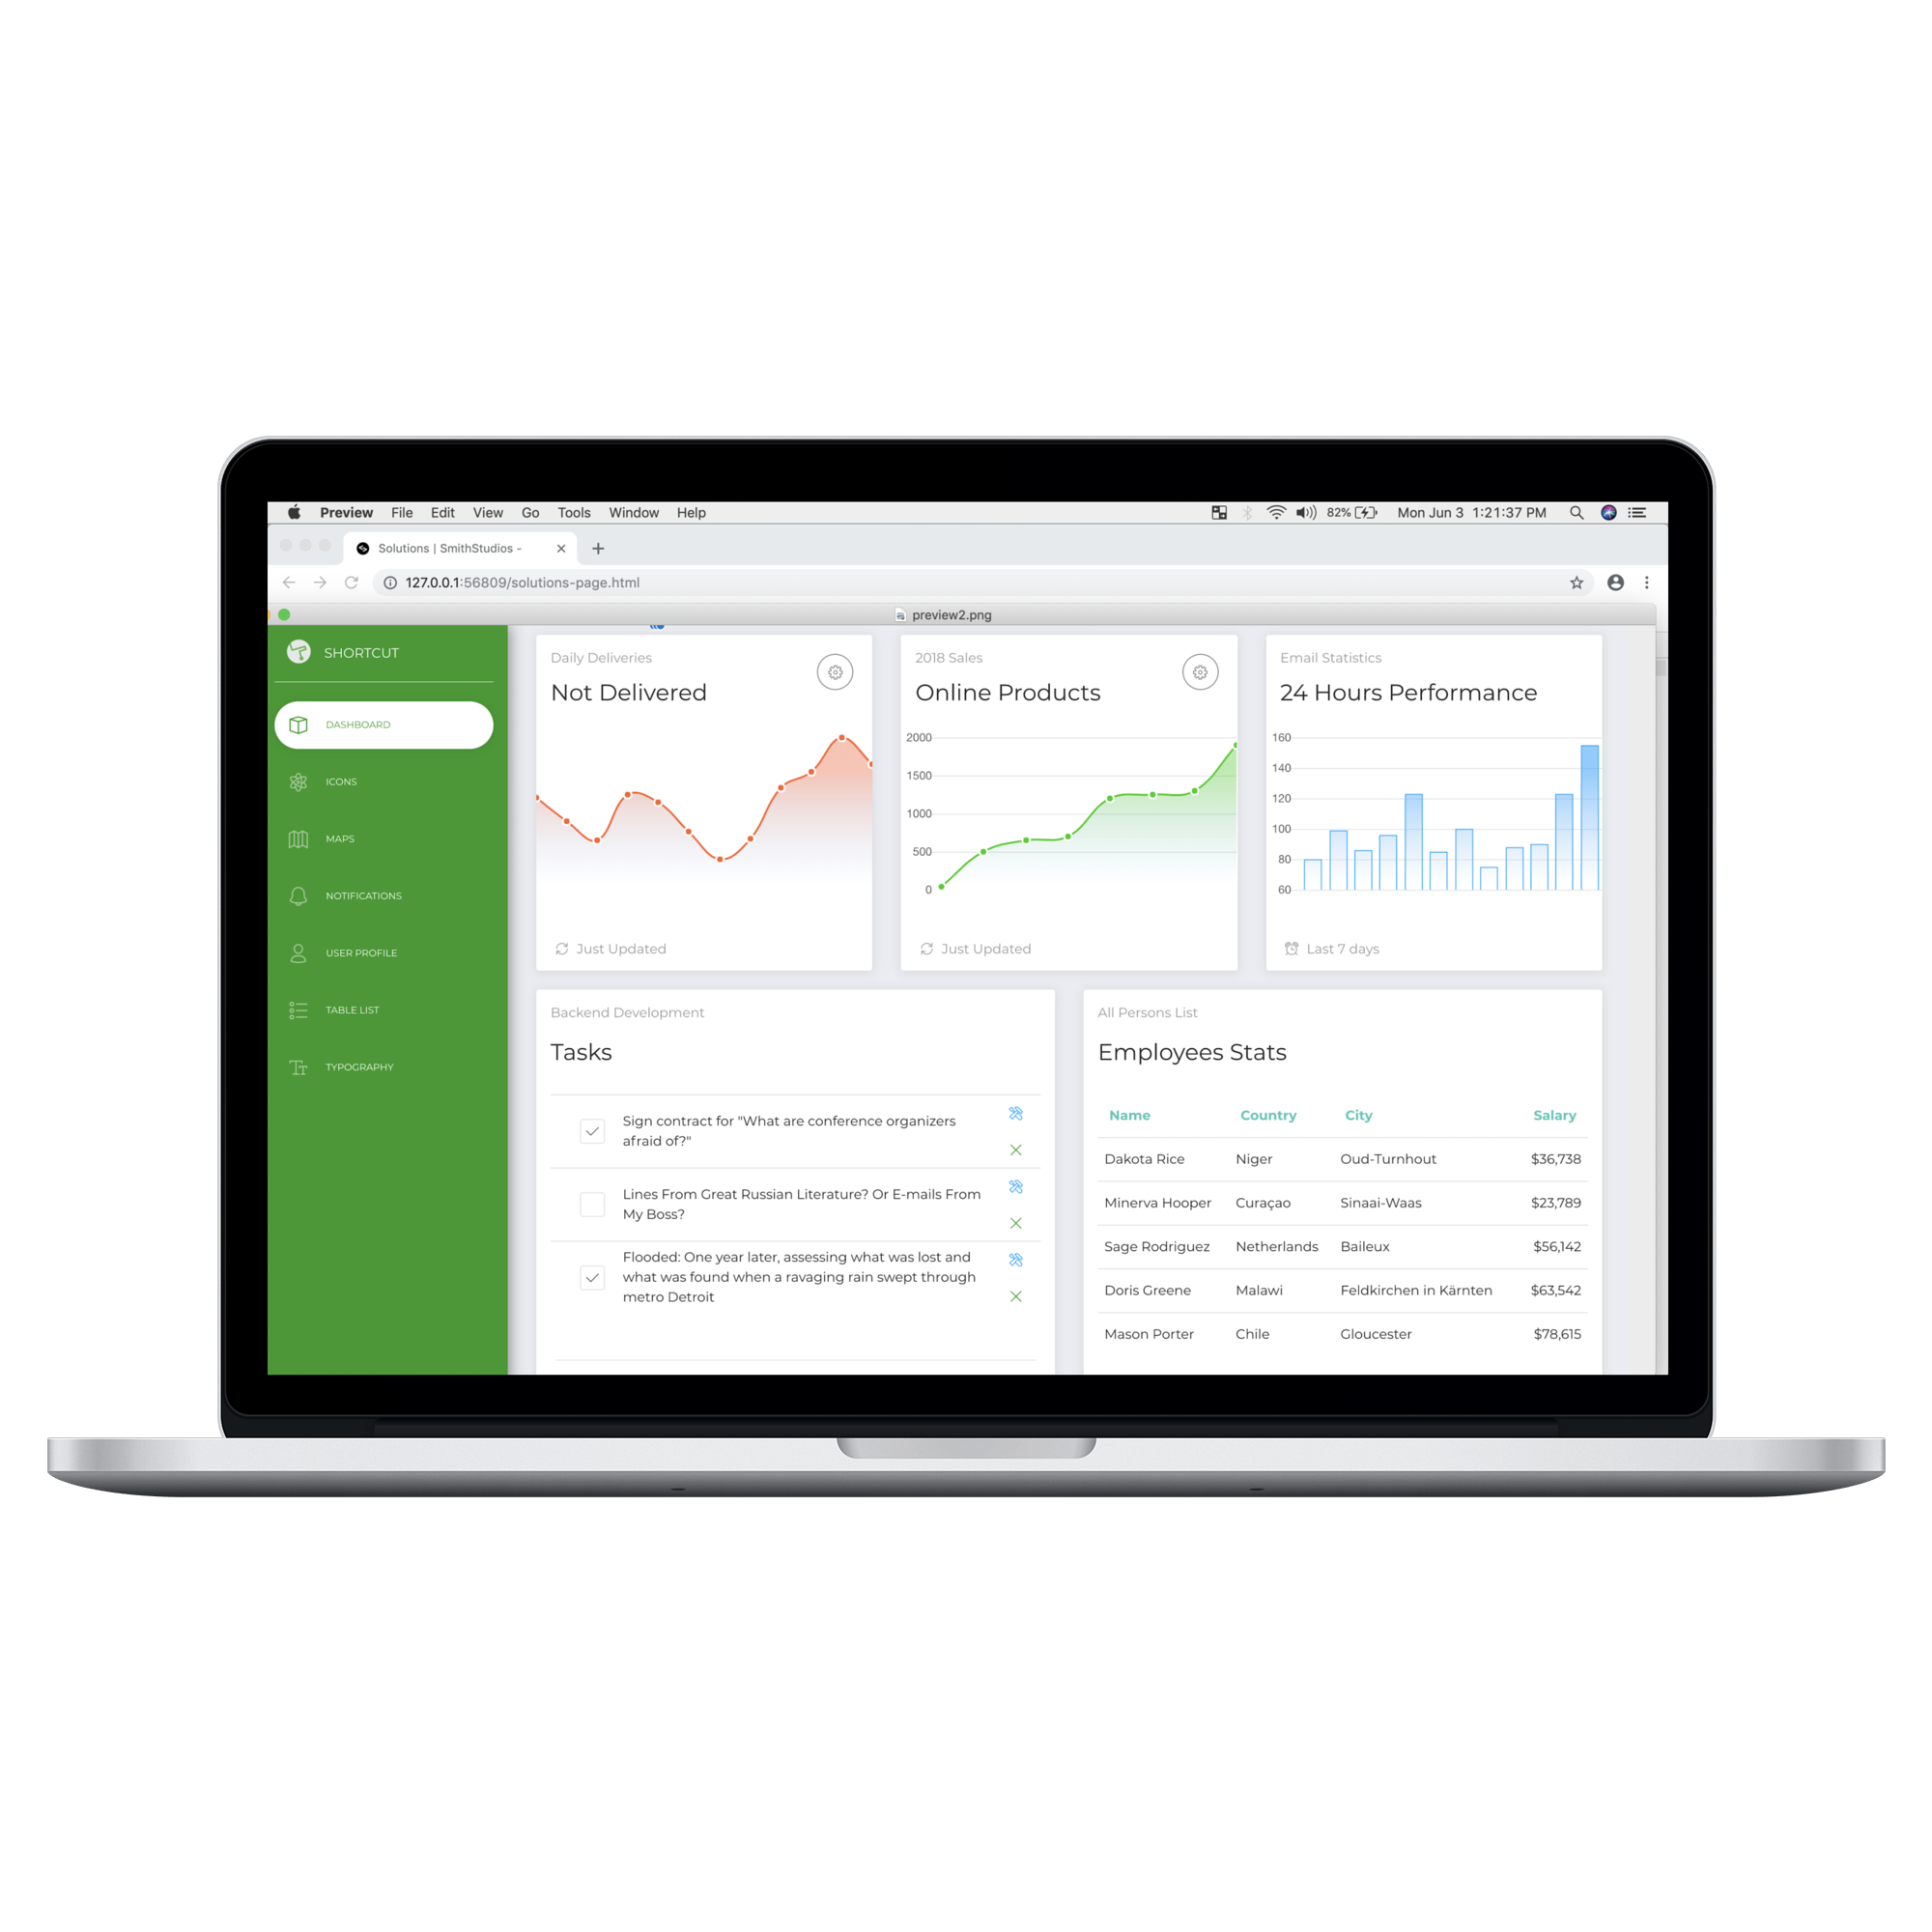 Preview File Edit View Go Tools Window Help 82% Mon Jun 3 1:21:37 PM
Solutions | SmithStudios -
127.0.0.1:56809/solutions-page.html
preview2.png
SHORTCUT
DASHBOARD
ICONS
MAPS
NOTIFICATIONS
USER PROFILE
TABLE LIST
TYPOGRAPHY
Daily Deliveries
Not Delivered
Just Updated
2018 Sales
Online Products
2000
1500
1000
500
0
Just Updated
Email Statistics
24 Hours Performance
160
140
120
100
80
60
Last 7 days
Backend Development
Tasks
Sign contract for "What are conference organizers
afraid of?"
Lines From Great Russian Literature? Or E-mails From
My Boss?
Flooded: One year later, assessing what was lost and
what was found when a ravaging rain swept through
metro Detroit
All Persons List
Employees Stats
Name Country City Salary
Dakota Rice Niger Oud-Turnhout $36,738
Minerva Hooper Curaçao Sinaai-Waas $23,789
Sage Rodriguez Netherlands Baileux $56,142
Doris Greene Malawi Feldkirchen in Kärnten $63,542
Mason Porter Chile Gloucester $78,615